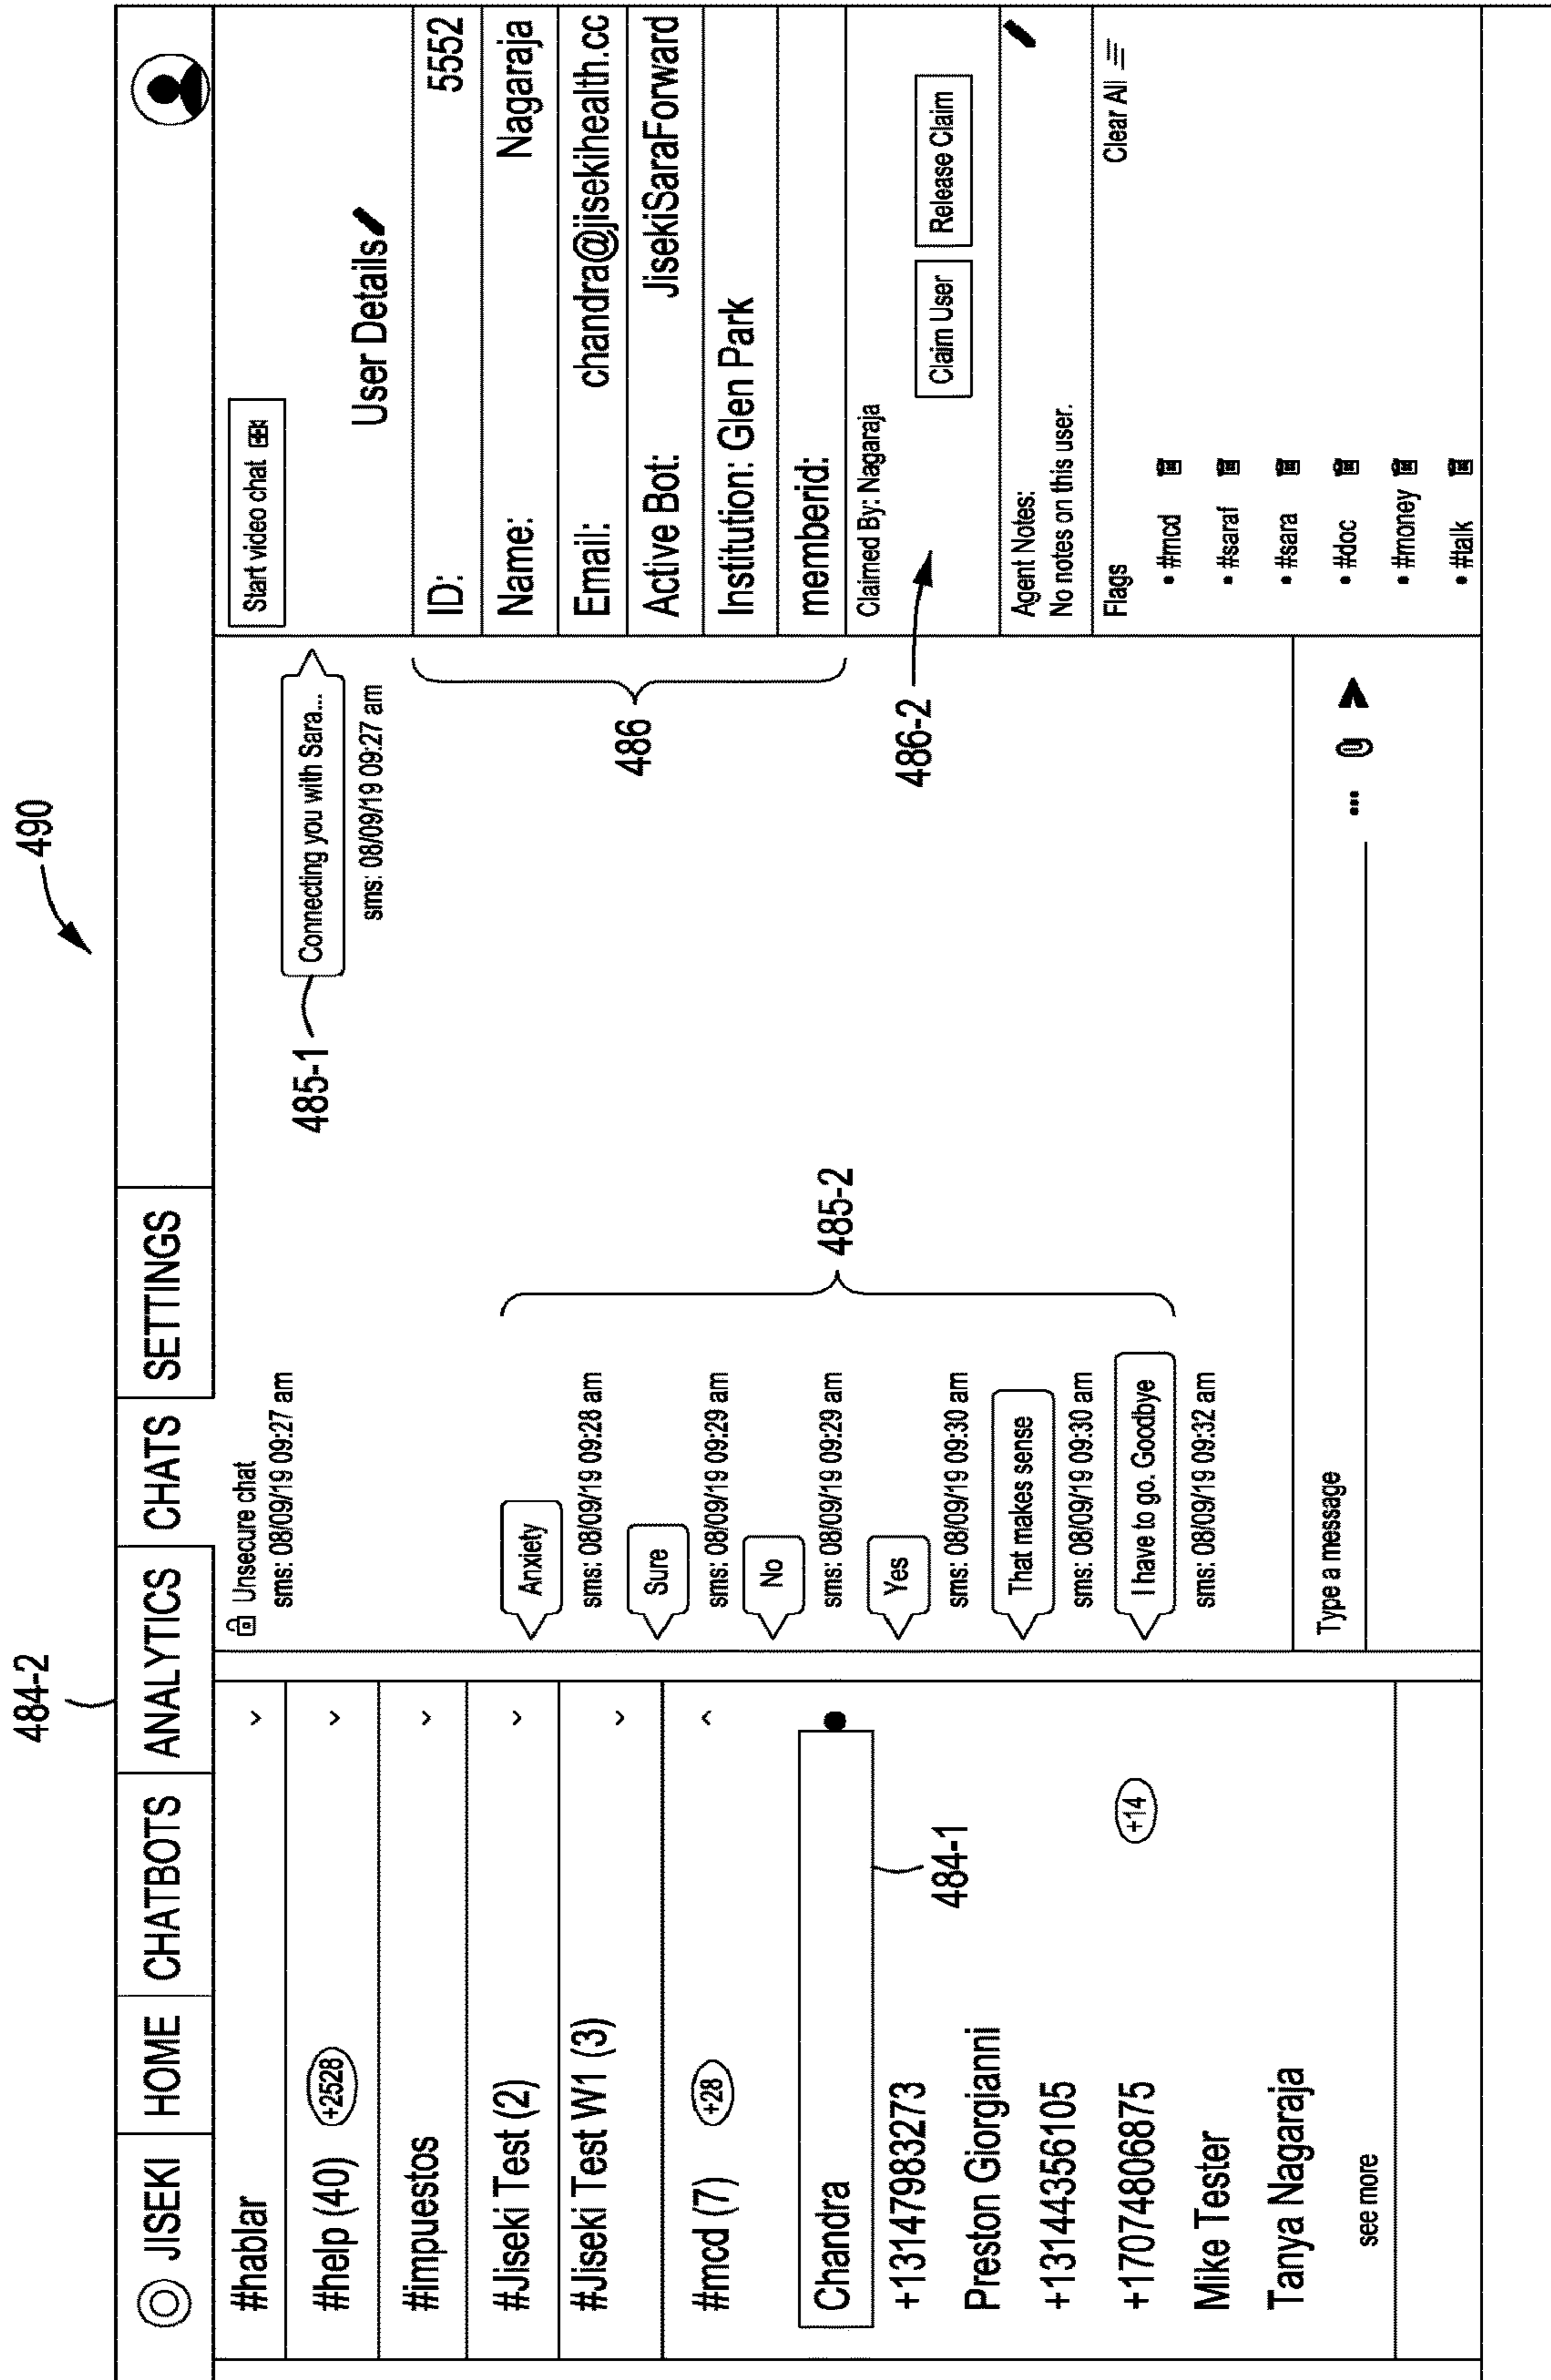 490
484-2
JISEKI HOME CHATBOTS ANALYTICS CHATS SETTINGS
#hablar
#help (40) +2528
#impuestos
#Jiseki Test (2)
#Jiseki Test W1 (3)
#mcd (7) +28
Chandra
484-1
+13147983273
Preston Giorgianni
+13144356105
+17074806875 +14
Mike Tester
Tanya Nagaraja
see more
Unsecure chat
sms: 08/09/19 09:27 am
485-1
Connecting you with Sara...
sms: 08/09/19 09:27 am
Anxiety
sms: 08/09/19 09:28 am
Sure
sms: 08/09/19 09:29 am
No
sms: 08/09/19 09:29 am
485-2
Yes
sms: 08/09/19 09:30 am
That makes sense
sms: 08/09/19 09:30 am
I have to go. Goodbye
sms: 08/09/19 09:32 am
Type a message
...
Start video chat
User Details
486
ID: 5552
Name: Nagaraja
Email: chandra@jisekihealth.cc
Active Bot: JisekiSaraForward
Institution: Glen Park
memberid:
Claimed By: Nagaraja
486-2
Claim User Release Claim
Agent Notes:
No notes on this user.
Flags Clear All
• #mcd
• #saraf
• #sara
• #doc
• #money
• #talk